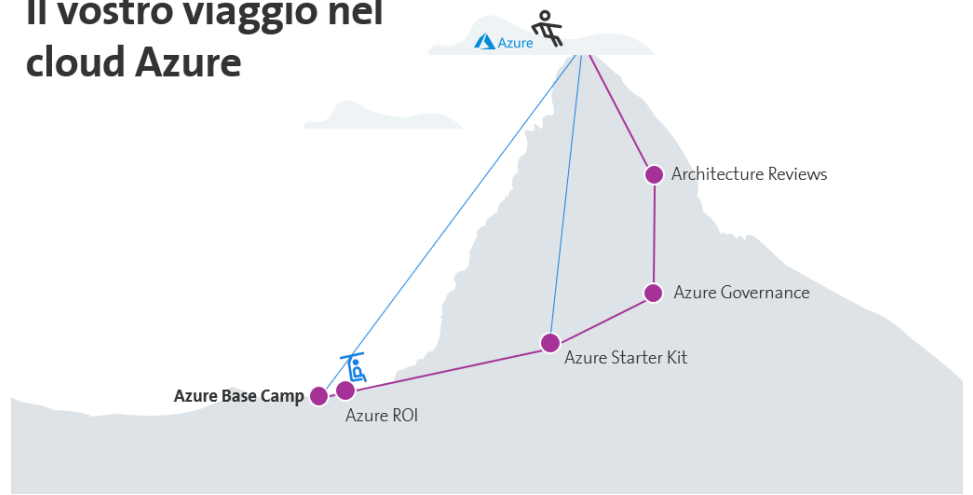 Il vostro viaggio nel
cloud Azure
Azure
Architecture Reviews
Azure Governance
Azure Starter Kit
Azure Base Camp
Azure ROI